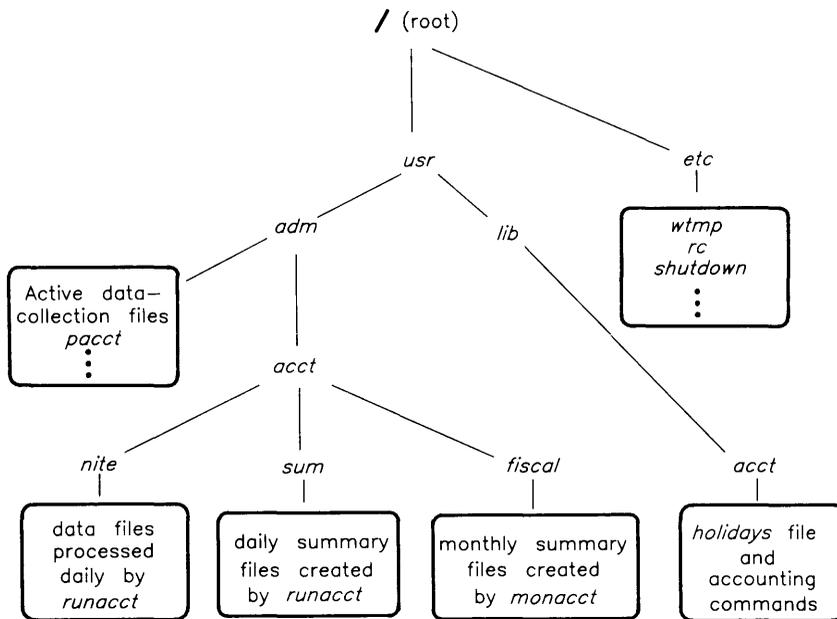 / (root)
usr
etc
adm
lib
wtmp
rc
shutdown
Active data-
collection files
pacct
acct
nite
sum
fiscal
acct
data files
processed
daily by
runacct
daily summary
files created
by runacct
monthly summary
files created
by monacct
holidays file
and
accounting
commands